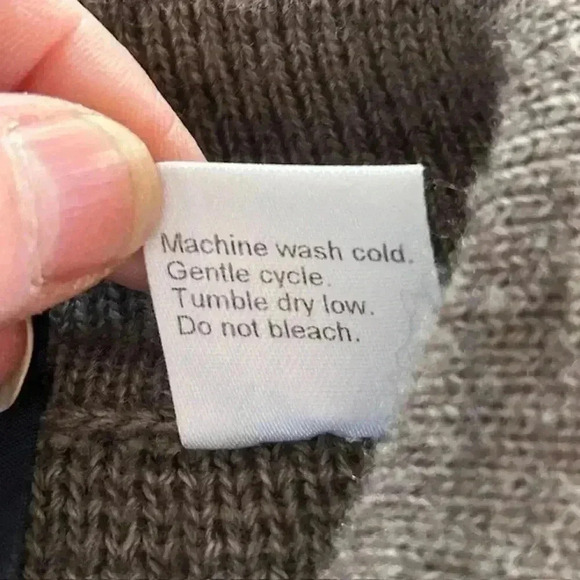 Machine wash cold.
Gentle cycle.
Tumble dry low.
Do not bleach.